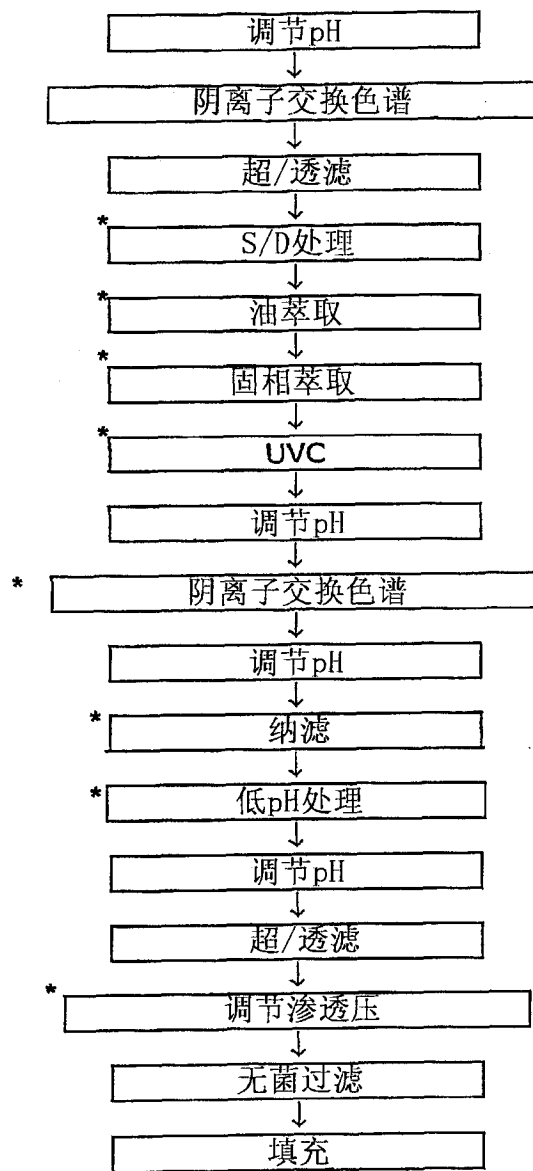 调节pH
阴离子交换色谱
超/透滤
* S/D处理
* 油萃取
* 固相萃取
* UVC
调节pH
* 阴离子交换色谱
调节pH
* 纳滤
* 低pH处理
调节pH
超/透滤
* 调节渗透压
无菌过滤
填充